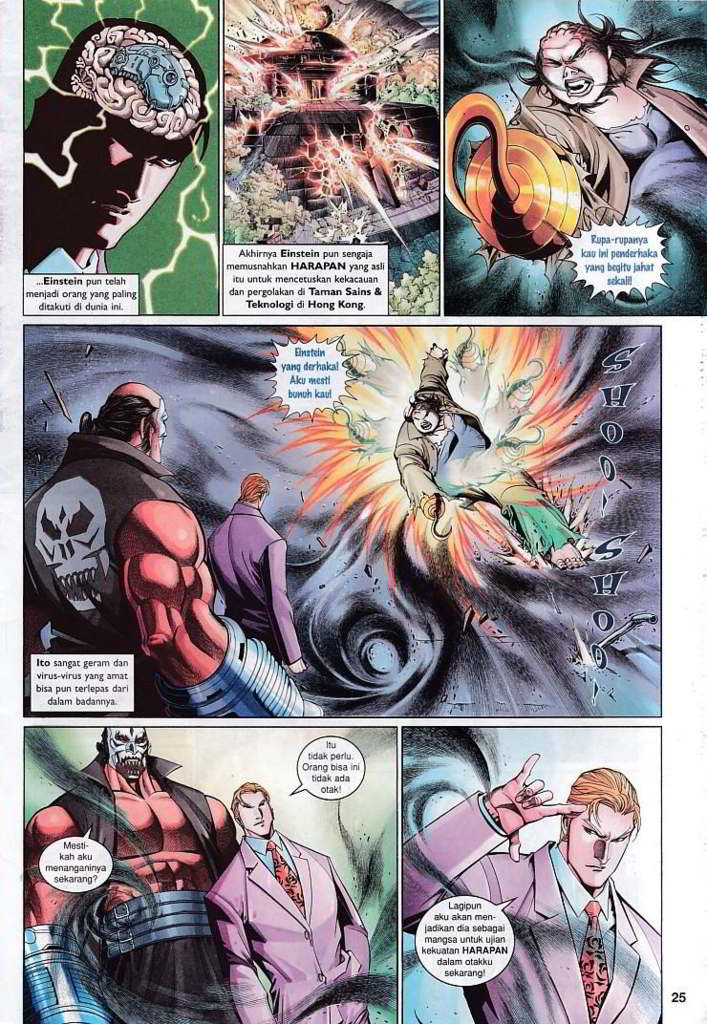 ...Einstein pun telah
menjadi orang yang paling
ditakuti di dunia ini.
Akhirnya Einstein pun sengaja
memusnahkan HARAPAN yang asli
itu untuk mencetuskan kekacauan
dan pergolakan di Taman Sains &
Teknologi di Hong Kong.
Rupa-rupanya
kau ini penderhaka
yang begitu jahat
sekali!
Einstein
yang derhaka!
Aku mesti
bunuh kau!
SHOO! SHOO!
Ito sangat geram dan
virus-virus yang amat
bisa pun terlepas dari
dalam badannya.
Itu
tidak perlu.
Orang bisa ini
tidak ada
otak!
Mesti-
kah aku
menanganinya
sekarang?
Lagipun
aku akan men-
jadikan dia sebagai
mangsa untuk ujian
kekuatan HARAPAN
dalam otakku
sekarang!
25